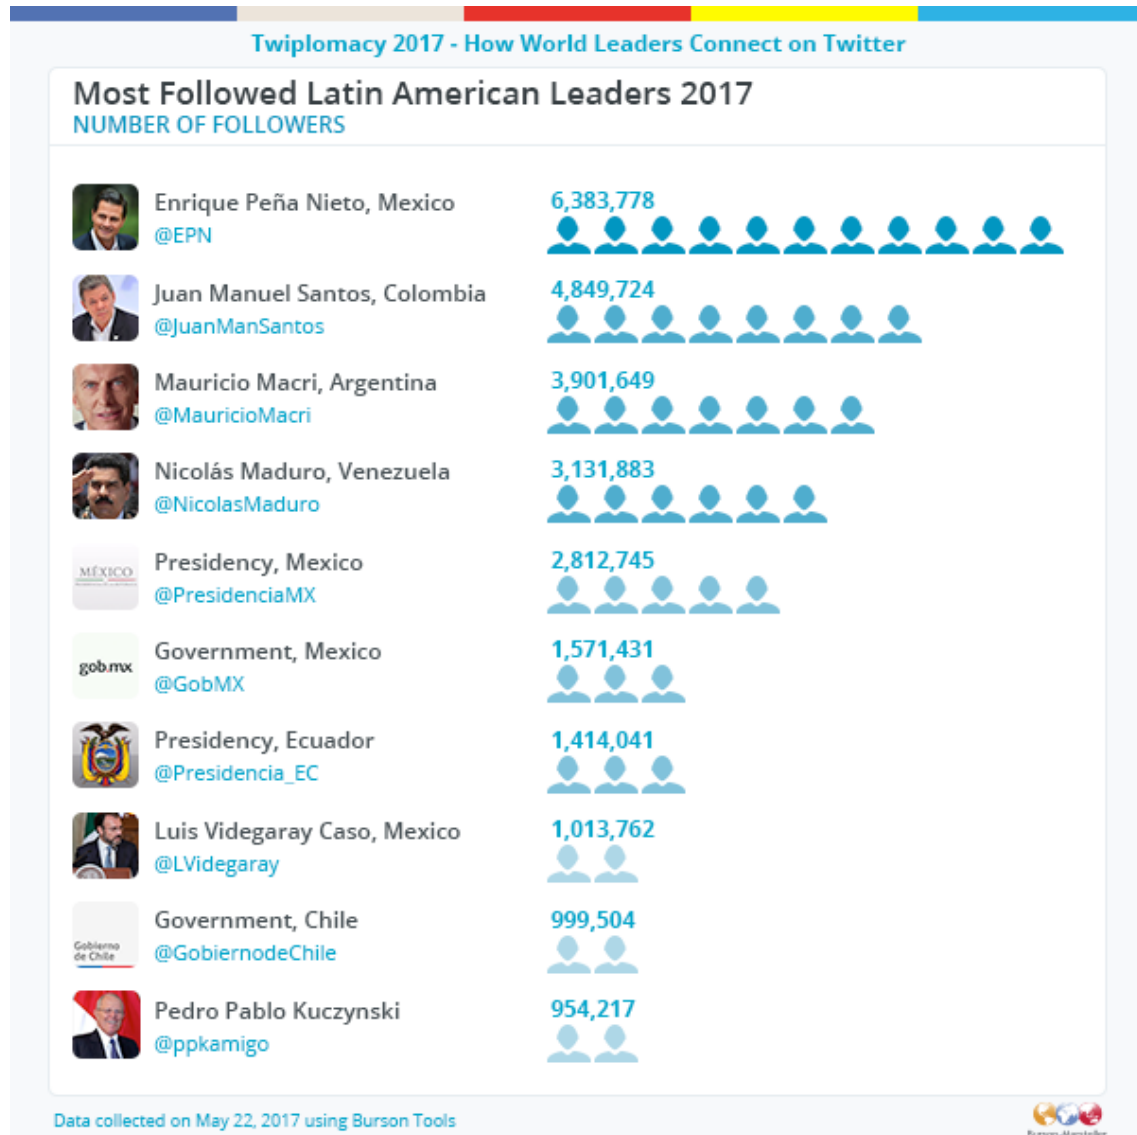 Twiplomacy 2017 - How World Leaders Connect on Twitter
Most Followed Latin American Leaders 2017
NUMBER OF FOLLOWERS
Enrique Peña Nieto, Mexico
@EPN
6,383,778
Juan Manuel Santos, Colombia
@JuanManSantos
4,849,724
Mauricio Macri, Argentina
@MauricioMacri
3,901,649
Nicolás Maduro, Venezuela
@NicolasMaduro
3,131,883
MÉXICO
Presidency, Mexico
@PresidenciaMX
2,812,745
gob.mx
Government, Mexico
@GobMX
1,571,431
Presidency, Ecuador
@Presidencia_EC
1,414,041
Luis Videgaray Caso, Mexico
@LVidegaray
1,013,762
Gobierno
de Chile
Government, Chile
@GobiernodeChile
999,504
Pedro Pablo Kuczynski
@ppkamigo
954,217
Data collected on May 22, 2017 using Burson Tools